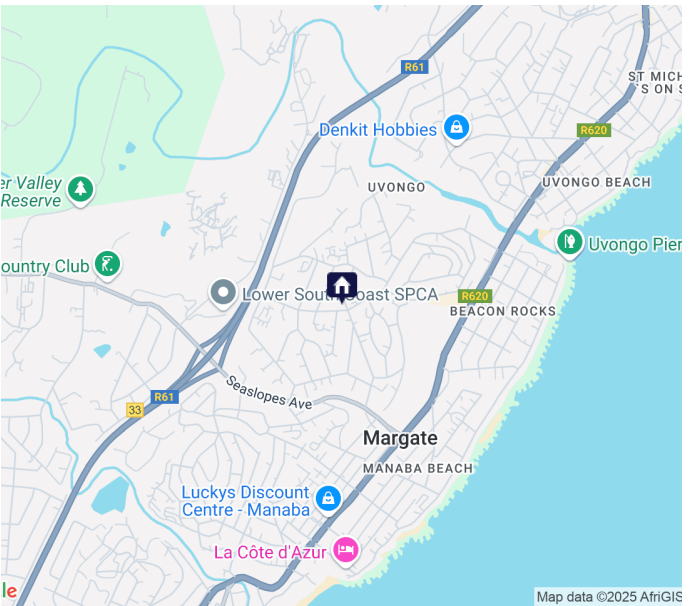 R61
ST MICH
'S ON S
Denkit Hobbies
R620
er Valley
Reserve
UVONGO
UVONGO BEACH
Uvongo Pier
ountry Club
Lower South Coast SPCA
R620
BEACON ROCKS
R61
33
Seaslopes Ave
Margate
MANABA BEACH
Luckys Discount
Centre - Manaba
La Côte d'Azur
le
Map data ©2025 AfriGIS